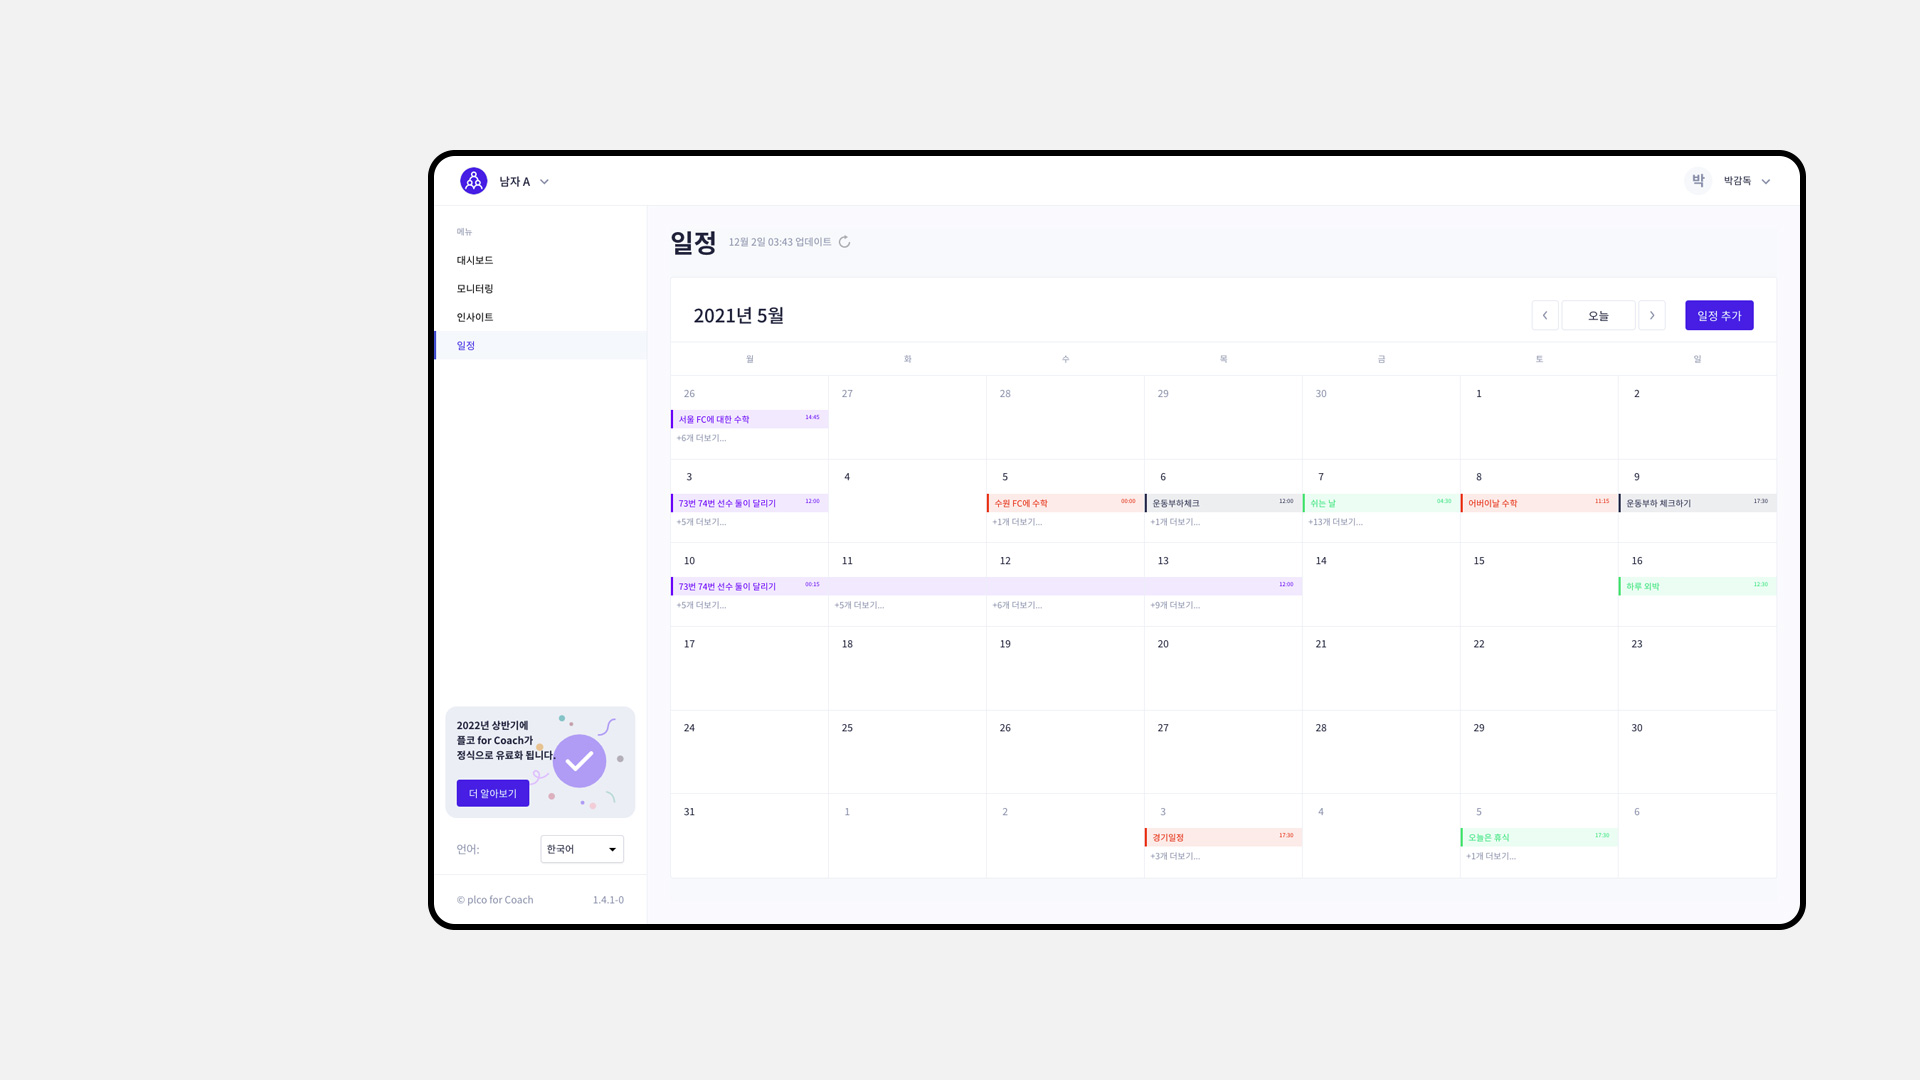 남자 A
박
박감독
메뉴
대시보드
모니터링
인사이트
일정
일정
12월 2일 03:43 업데이트
2021년 5월
오늘
일정 추가
월
화
수
목
금
토
일
26
27
28
29
30
1
2
서울 FC에 대한 수학
14:45
+6개 더보기...
3
4
5
6
7
8
9
73번 74번 선수 둘이 달리기
12:00
수원 FC에 수학
00:00
운동부하체크
12:00
쉬는 날
04:30
어버이날 수학
11:15
운동부하 체크하기
17:30
+5개 더보기...
+1개 더보기...
+1개 더보기...
+13개 더보기...
10
11
12
13
14
15
16
73번 74번 선수 둘이 달리기
00:15
12:00
하루 외박
12:30
+5개 더보기...
+5개 더보기...
+6개 더보기...
+9개 더보기...
17
18
19
20
21
22
23
24
25
26
27
28
29
30
31
1
2
3
4
5
6
경기일정
17:30
오늘은 휴식
17:30
+3개 더보기...
+1개 더보기...
2022년 상반기에
플코 for Coach가
정식으로 유료화 됩니다.
더 알아보기
언어:
한국어
© plco for Coach
1.4.1-0